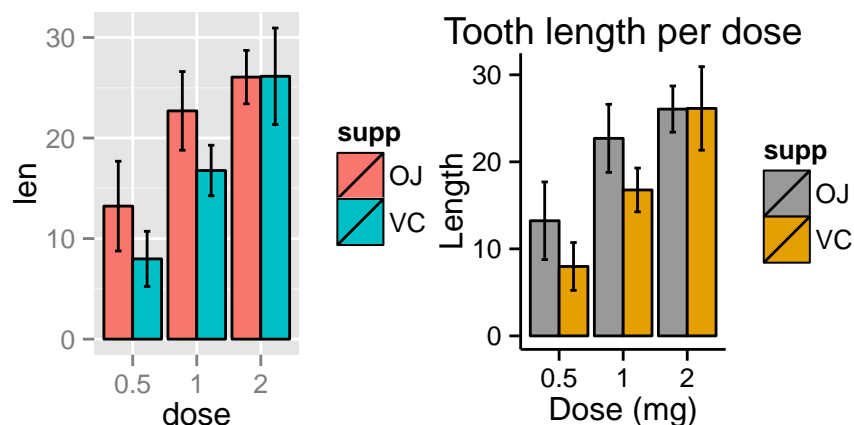 30
20
10
0
len
0.5 1 2
dose
supp
OJ
VC
Tooth length per dose
30
20
10
0
Length
0.5 1 2
Dose (mg)
supp
OJ
VC